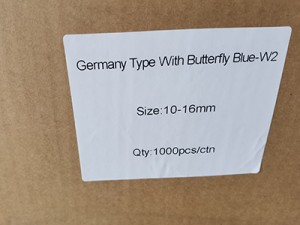 Germany Type With Butterfly Blue-W2
Size:10-16mm
Qty:1000pcs/ctn